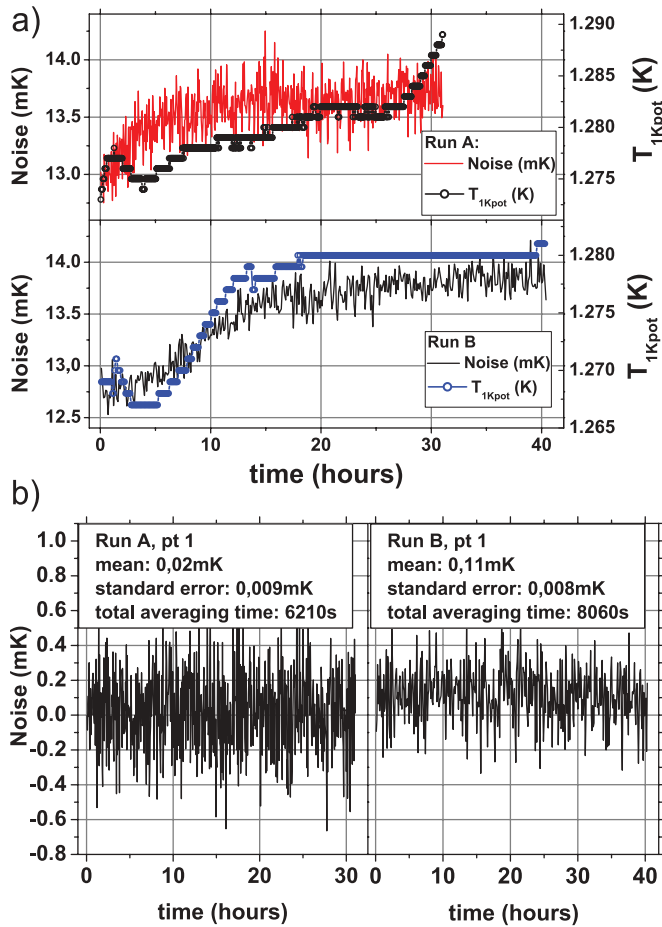 a)
14.0
13.5
13.0
Noise (mK)
0 10 20 30 40
1.290
1.285
1.280
1.275
T1Kpot (K)
Run A:
Noise (mK)
T1Kpot (K)
14.0
13.5
13.0
12.5
Noise (mK)
1.280
1.275
1.270
1.265
T1Kpot (K)
Run B
Noise (mK)
T1Kpot (K)
0 10 20 30 40
time (hours)
b)
1.0
0.8
0.6
0.4
0.2
0.0
-0.2
-0.4
-0.6
-0.8
Noise (mK)
Run A, pt 1
mean: 0,02mK
standard error: 0,009mK
total averaging time: 6210s
0 10 20 30
time (hours)
Run B, pt 1
mean: 0,11mK
standard error: 0,008mK
total averaging time: 8060s
0 10 20 30 40
time (hours)